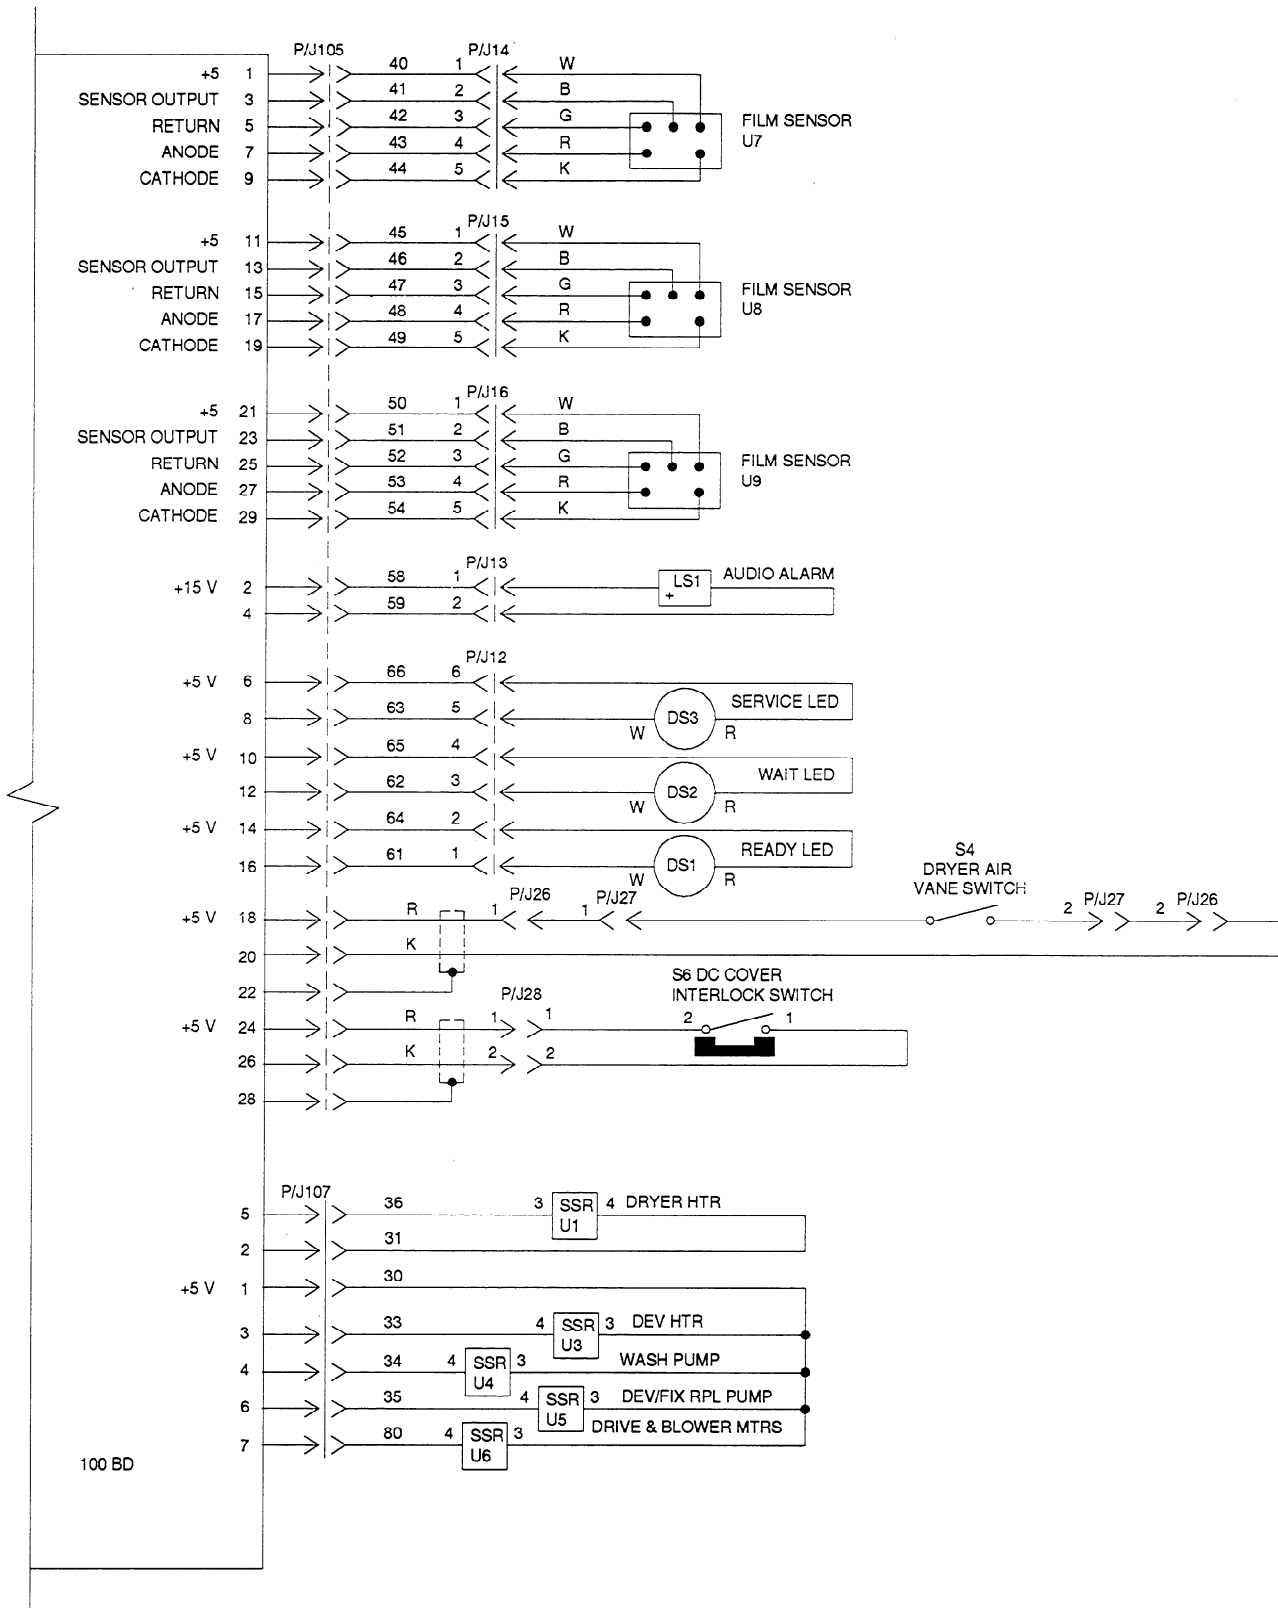 P/J105 P/J14
+5 1 40 1 W
SENSOR OUTPUT 3 41 2 B
RETURN 5 42 3 G
ANODE 7 43 4 R
CATHODE 9 44 5 K
FILM SENSOR
U7
P/J15
+5 11 45 1 W
SENSOR OUTPUT 13 46 2 B
RETURN 15 47 3 G
ANODE 17 48 4 R
CATHODE 19 49 5 K
FILM SENSOR
U8
P/J16
+5 21 50 1 W
SENSOR OUTPUT 23 51 2 B
RETURN 25 52 3 G
ANODE 27 53 4 R
CATHODE 29 54 5 K
FILM SENSOR
U9
P/J13
+15 V 2 58 1 LS1 + AUDIO ALARM
4 59 2
P/J12
+5 V 6 66 6 SERVICE LED
8 63 5 W DS3 R
+5 V 10 65 4 WAIT LED
12 62 3 W DS2 R
+5 V 14 64 2 READY LED
16 61 1 W DS1 R
S4
DRYER AIR
VANE SWITCH
P/J26 P/J27 P/J27 P/J26
+5 V 18 R 1 1 2 2
20 K
22
S6 DC COVER
INTERLOCK SWITCH
P/J28
+5 V 24 R 1 1 2 1
26 K 2 2
28
P/J107
5 36 3 SSR U1 4 DRYER HTR
2 31
+5 V 1 30
3 33 4 SSR U3 3 DEV HTR
4 34 4 SSR U4 3 WASH PUMP
6 35 4 SSR U5 3 DEV/FIX RPL PUMP
7 80 4 SSR U6 3 DRIVE & BLOWER MTRS
100 BD